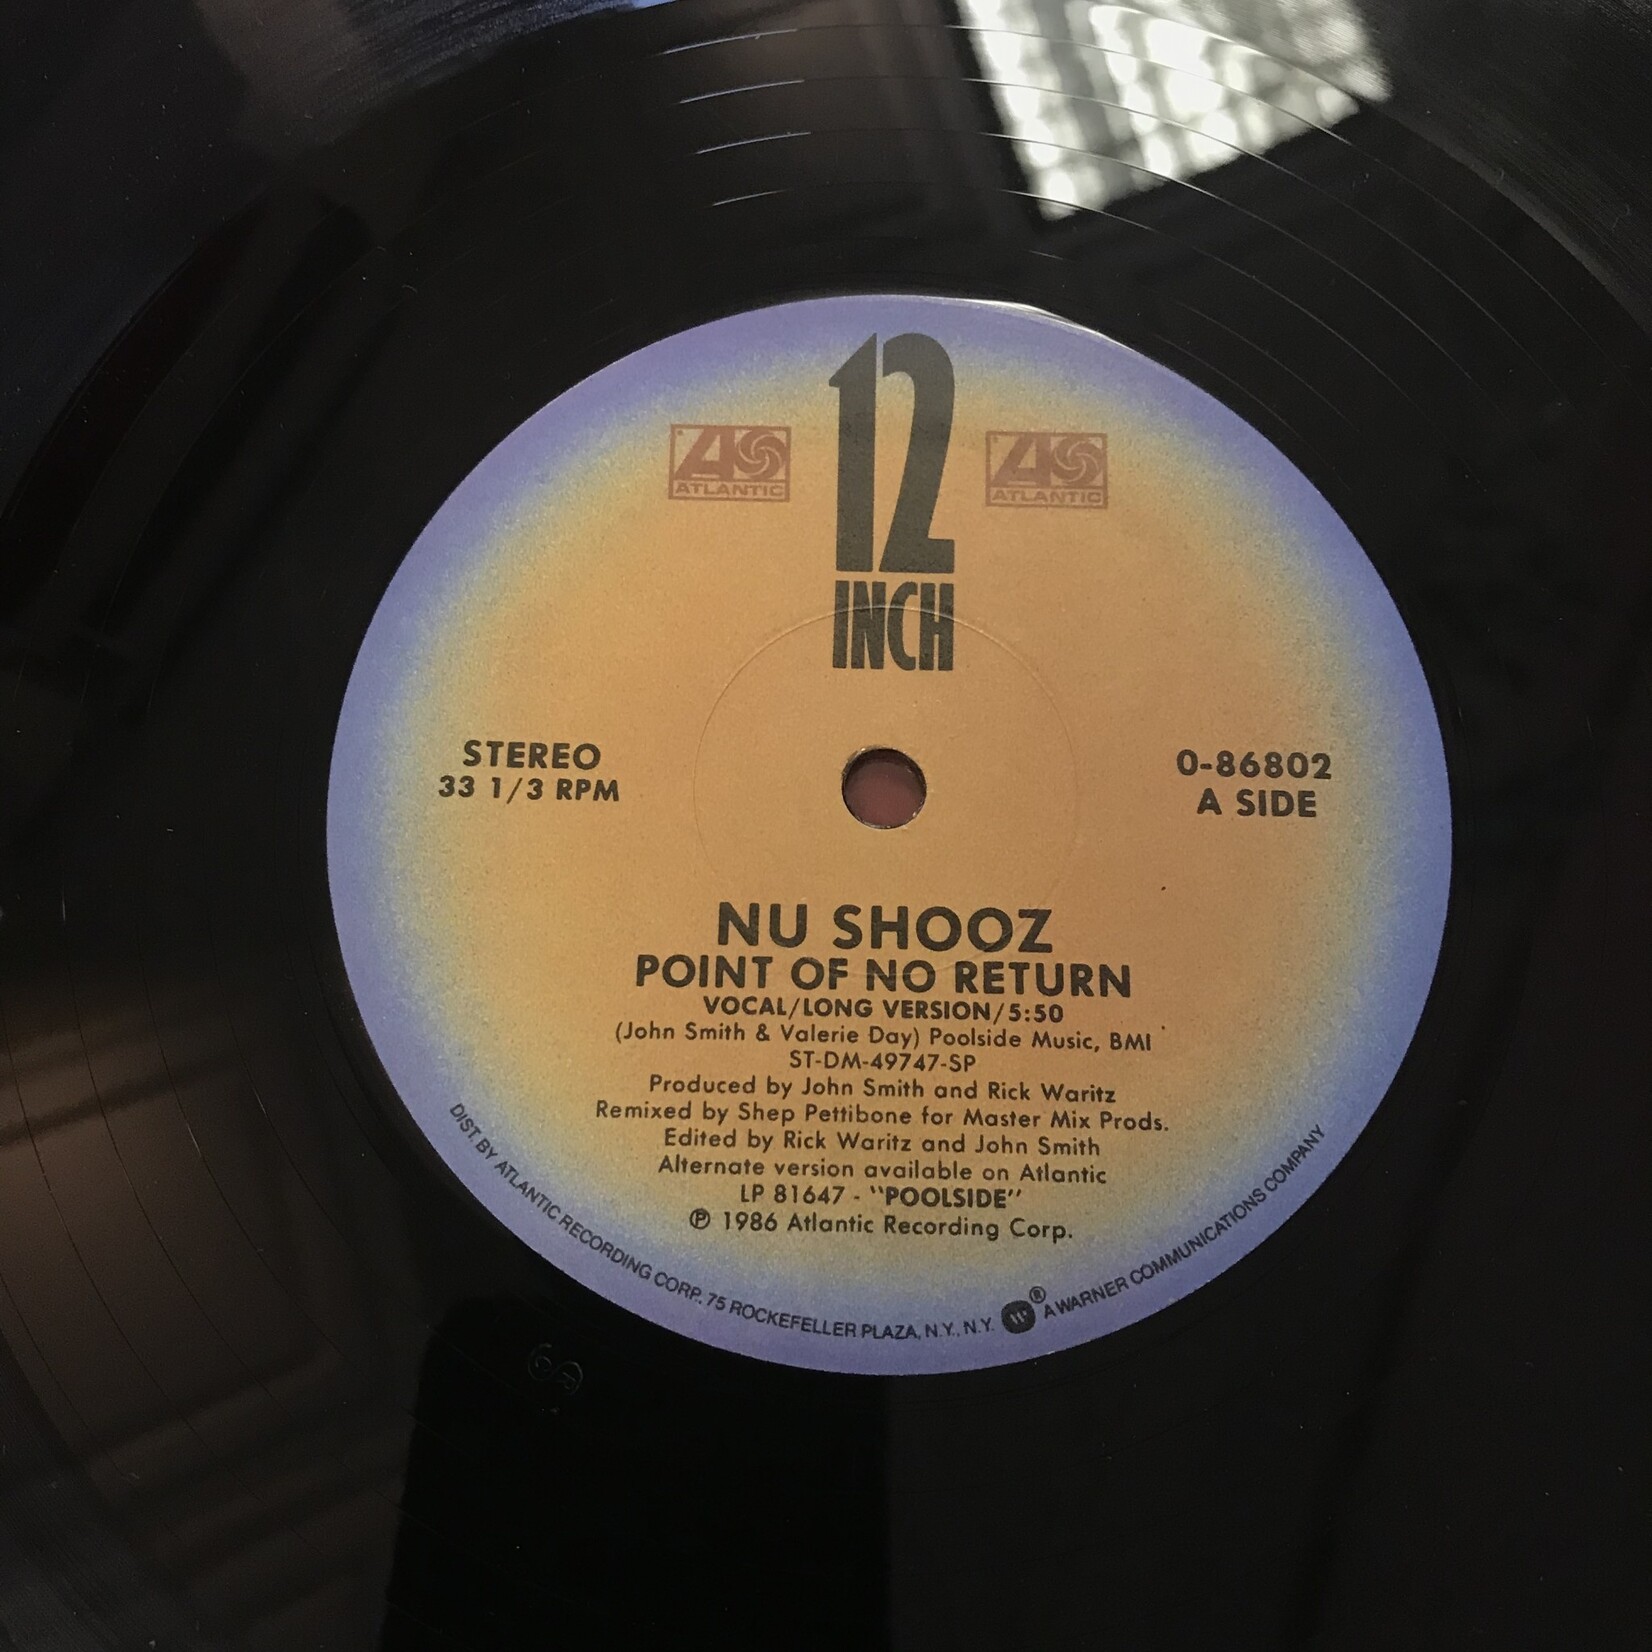 12
INCH
ATLANTIC
ATLANTIC
STEREO
33 1/3 RPM
0-86802
A SIDE
NU SHOOZ
POINT OF NO RETURN
VOCAL/LONG VERSION/5:50
(John Smith & Valerie Day) Poolside Music, BMI
ST-DM-49747-SP
Produced by John Smith and Rick Waritz
Remixed by Shep Pettibone for Master Mix Prods.
Edited by Rick Waritz and John Smith
Alternate version available on Atlantic
LP 81647 - "POOLSIDE"
℗ 1986 Atlantic Recording Corp.
DIST. BY ATLANTIC RECORDING CORP., 75 ROCKEFELLER PLAZA, N.Y., N.Y. ® A WARNER COMMUNICATIONS COMPANY